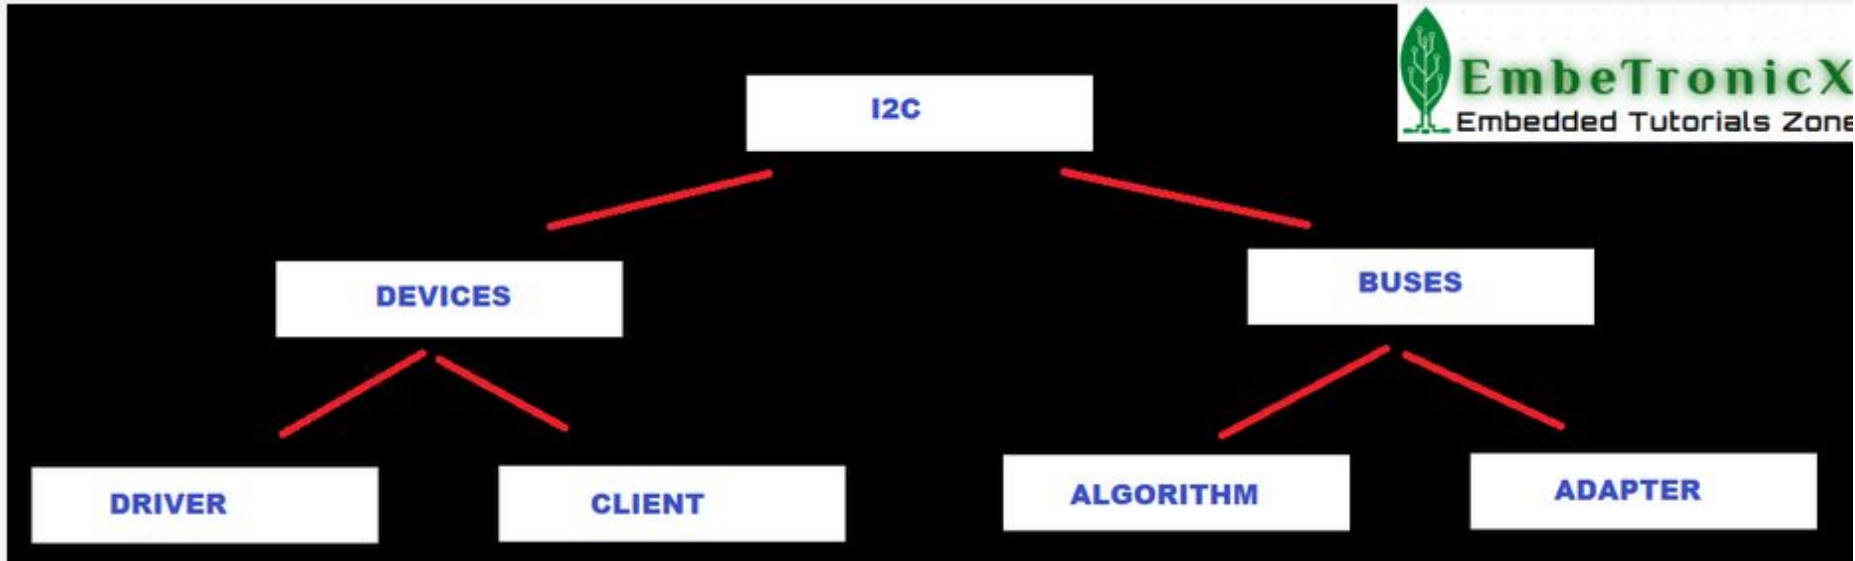 EmbeTronicX
Embedded Tutorials Zone
I2C
DEVICES
BUSES
DRIVER
CLIENT
ALGORITHM
ADAPTER